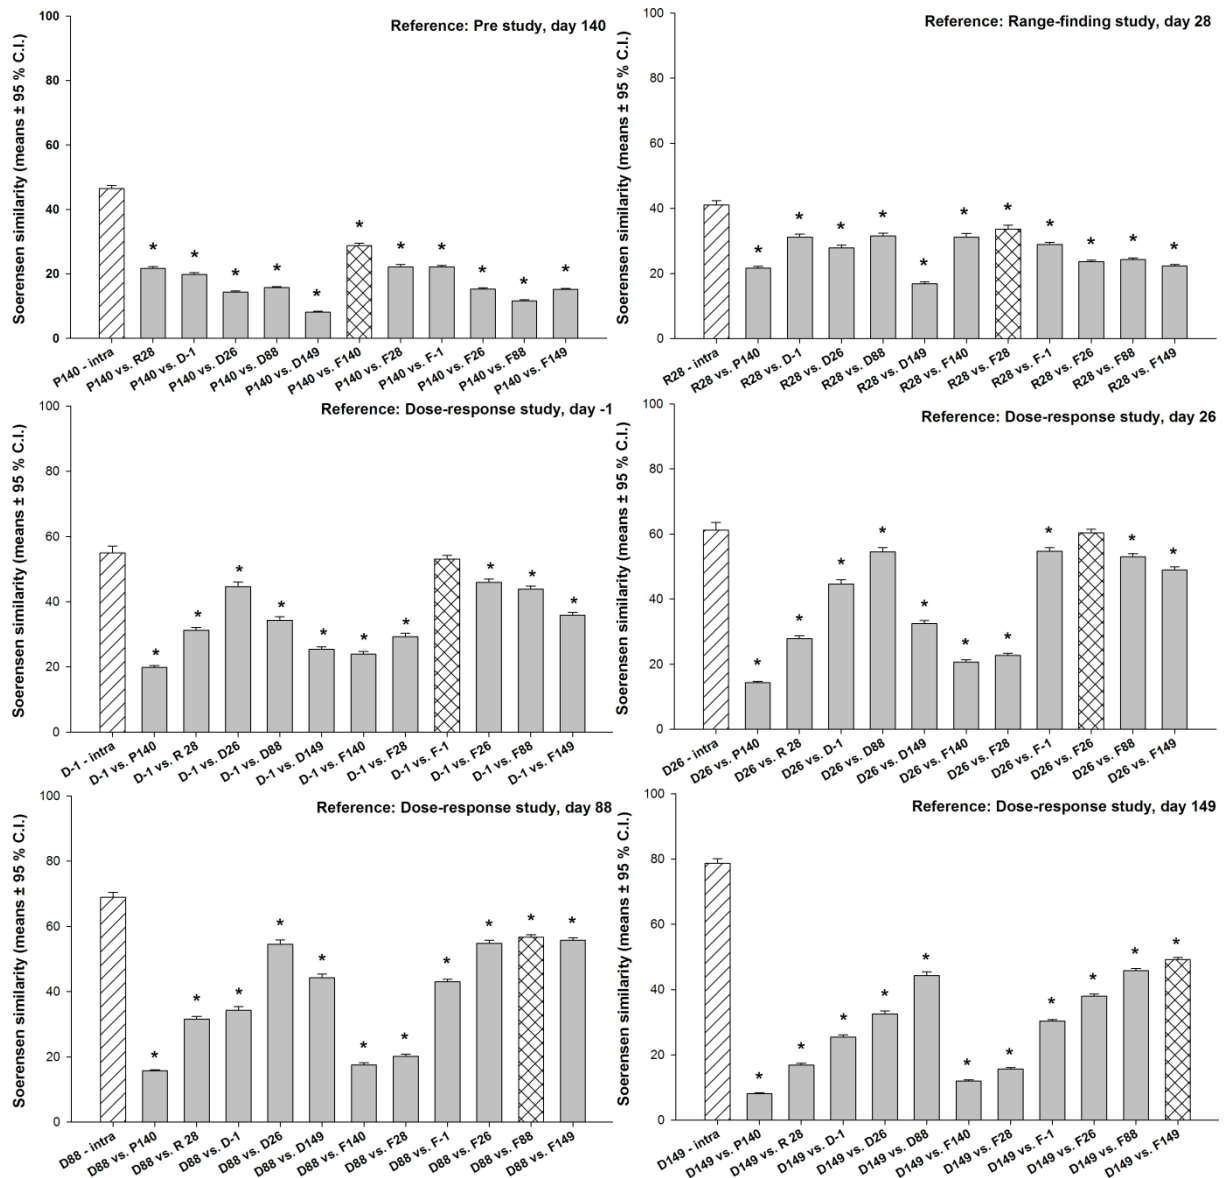 Soerensen similarity (means ± 95 % C.I.)
Reference: Pre study, day 140
100
80
60
40
20
0
* * * * * * * * * * *
P140 - intra
P140 vs. R28
P140 vs. D-1
P140 vs. D26
P140 vs. D88
P140 vs. D149
P140 vs. F140
P140 vs. F28
P140 vs. F-1
P140 vs. F26
P140 vs. F88
P140 vs. F149
Soerensen similarity (means ± 95 % C.I.)
Reference: Range-finding study, day 28
100
80
60
40
20
0
* * * * * * * * * * *
R28 - intra
R28 vs. P140
R28 vs. D-1
R28 vs. D26
R28 vs. D88
R28 vs. D149
R28 vs. F140
R28 vs. F28
R28 vs. F-1
R28 vs. F26
R28 vs. F88
R28 vs. F149
Soerensen similarity (means ± 95 % C.I.)
Reference: Dose-response study, day -1
100
80
60
40
20
0
* * * * * * * * * *
D-1 - intra
D-1 vs. P140
D-1 vs. R 28
D-1 vs. D26
D-1 vs. D88
D-1 vs. D149
D-1 vs. F140
D-1 vs. F28
D-1 vs. F-1
D-1 vs. F26
D-1 vs. F88
D-1 vs. F149
Soerensen similarity (means ± 95 % C.I.)
Reference: Dose-response study, day 26
100
80
60
40
20
0
* * * * * * * * * *
D26 - intra
D26 vs. P140
D26 vs. R 28
D26 vs. D-1
D26 vs. D88
D26 vs. D149
D26 vs. F140
D26 vs. F28
D26 vs. F-1
D26 vs. F26
D26 vs. F88
D26 vs. F149
Soerensen similarity (means ± 95 % C.I.)
Reference: Dose-response study, day 88
100
80
60
40
20
0
* * * * * * * * * * *
D88 - intra
D88 vs. P140
D88 vs. R 28
D88 vs. D-1
D88 vs. D26
D88 vs. D149
D88 vs. F140
D88 vs. F28
D88 vs. F-1
D88 vs. F26
D88 vs. F88
D88 vs. F149
Soerensen similarity (means ± 95 % C.I.)
Reference: Dose-response study, day 149
100
80
60
40
20
0
* * * * * * * * * * *
D149 - intra
D149 vs. P140
D149 vs. R 28
D149 vs. D-1
D149 vs. D26
D149 vs. D88
D149 vs. F140
D149 vs. F28
D149 vs. F-1
D149 vs. F26
D149 vs. F88
D149 vs. F149